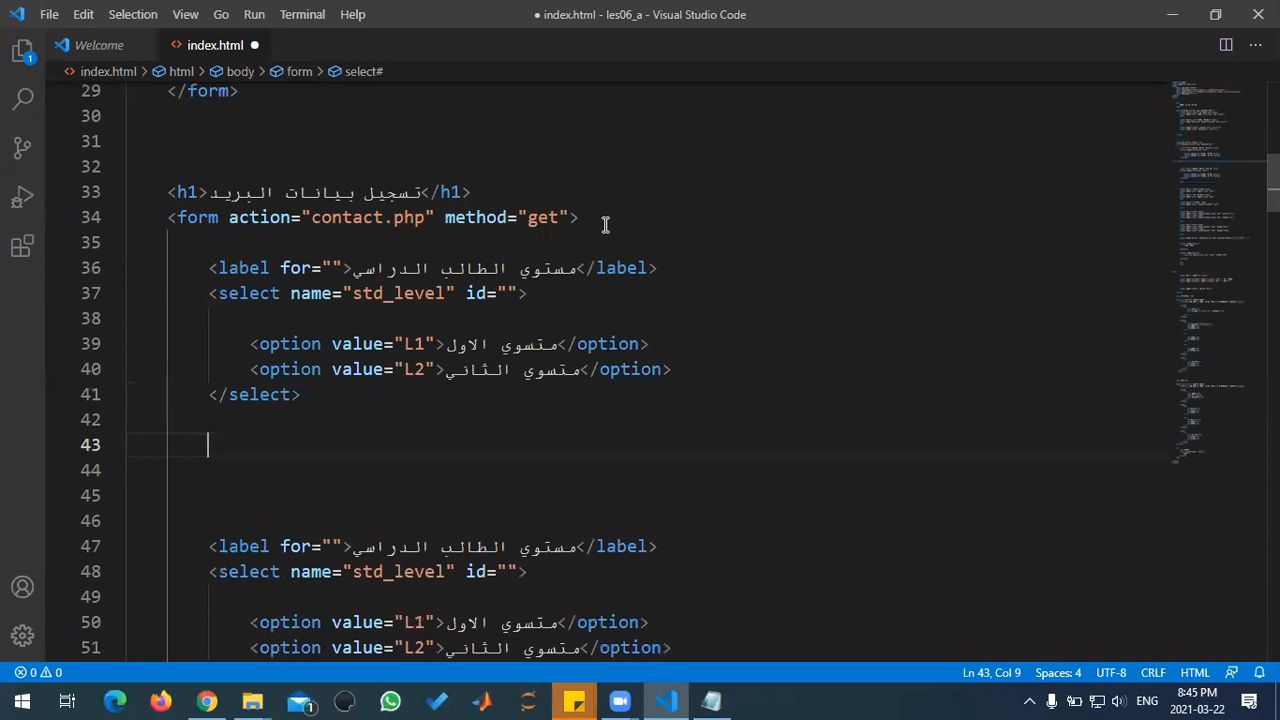 File Edit Selection View Go Run Terminal Help
● index.html - les06_a - Visual Studio Code
Welcome
<> index.html ●
<> index.html > html > body > form > select#
29 </form>
30
31
32
33 <h1>تسجيل بيانات البريد</h1>
34 <form action="contact.php" method="get">
35
36 <label for="">مستوي الطالب الدراسي</label>
37 <select name="std_level" id="">
38
39 <option value="L1">متسوي الاول</option>
40 <option value="L2">متسوي الثاني</option>
41 </select>
42
43
44
45
46
47 <label for="">مستوي الطالب الدراسي</label>
48 <select name="std_level" id="">
49
50 <option value="L1">متسوي الاول</option>
51 <option value="L2">متسوي الثاني</option>
0 0 Ln 43, Col 9 Spaces: 4 UTF-8 CRLF HTML
ENG 8:45 PM
2021-03-22